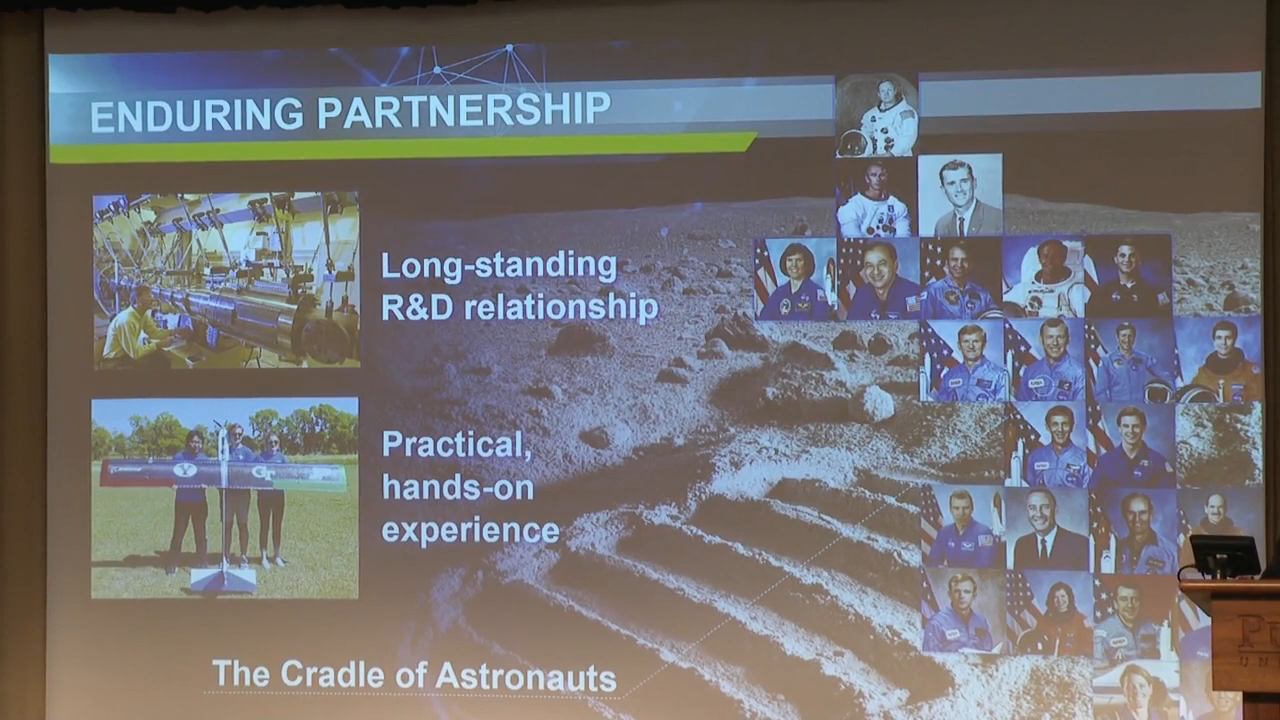 ENDURING PARTNERSHIP
Long-standing
R&D relationship
Practical,
hands-on
experience
The Cradle of Astronauts